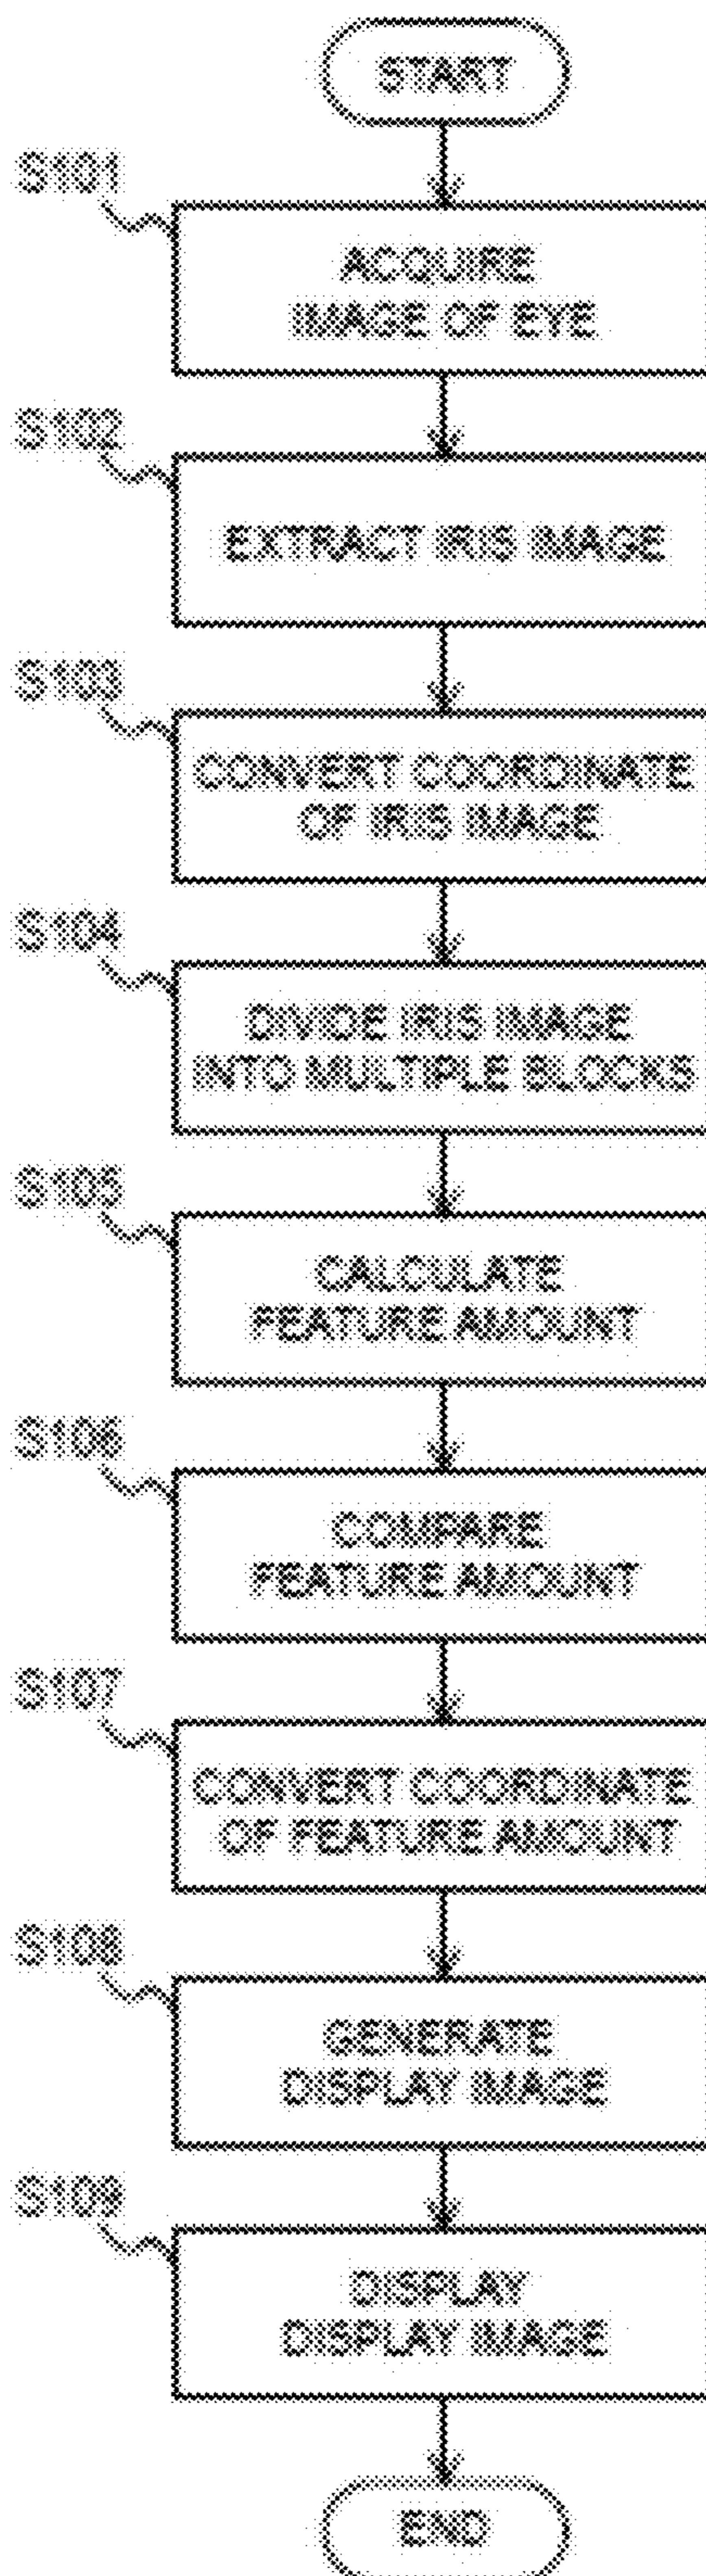 START
S101
ACQUIRE
IMAGE OF EYE
S102
EXTRACT IRIS IMAGE
S103
CONVERT COORDINATE
OF IRIS IMAGE
S104
DIVIDE IRIS IMAGE
INTO MULTIPLE BLOCKS
S105
CALCULATE
FEATURE AMOUNT
S106
COMPARE
FEATURE AMOUNT
S107
CONVERT COORDINATE
OF FEATURE AMOUNT
S108
GENERATE
DISPLAY IMAGE
S109
DISPLAY
DISPLAY IMAGE
END